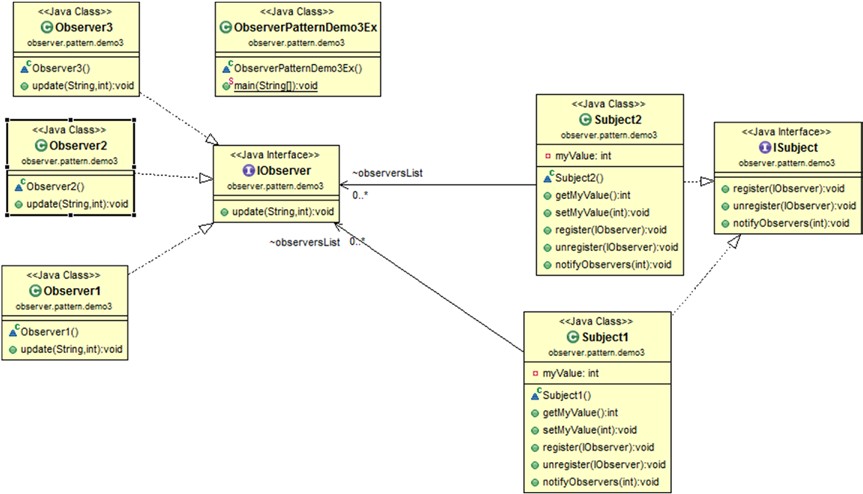 <<Java Class>>
Observer3
observer.pattern.demo3
Observer3()
update(String,int):void
<<Java Class>>
ObserverPatternDemo3Ex
observer.pattern.demo3
ObserverPatternDemo3Ex()
main(String[]):void
<<Java Class>>
Observer2
observer.pattern.demo3
Observer2()
update(String,int):void
<<Java Interface>>
IObserver
observer.pattern.demo3
update(String,int):void
~observersList
0..*
~observersList 0..*
<<Java Class>>
Subject2
observer.pattern.demo3
myValue: int
Subject2()
getMyValue():int
setMyValue(int):void
register(IObserver):void
unregister(IObserver):void
notifyObservers(int):void
<<Java Interface>>
ISubject
observer.pattern.demo3
register(IObserver):void
unregister(IObserver):void
notifyObservers(int):void
<<Java Class>>
Observer1
observer.pattern.demo3
Observer1()
update(String,int):void
<<Java Class>>
Subject1
observer.pattern.demo3
myValue: int
Subject1()
getMyValue():int
setMyValue(int):void
register(IObserver):void
unregister(IObserver):void
notifyObservers(int):void